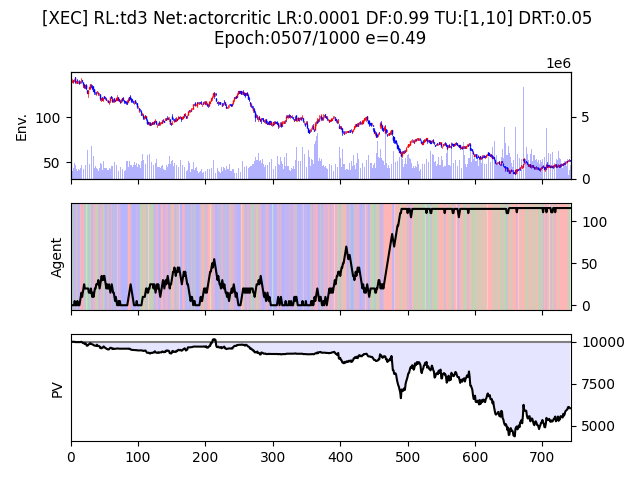 [XEC] RL:td3 Net:actorcritic LR:0.0001 DF:0.99 TU:[1,10] DRT:0.05
Epoch:0507/1000 e=0.49
1e6
Env.
100
50
5
0
Agent
100
50
0
PV
10000
7500
5000
0 100 200 300 400 500 600 700